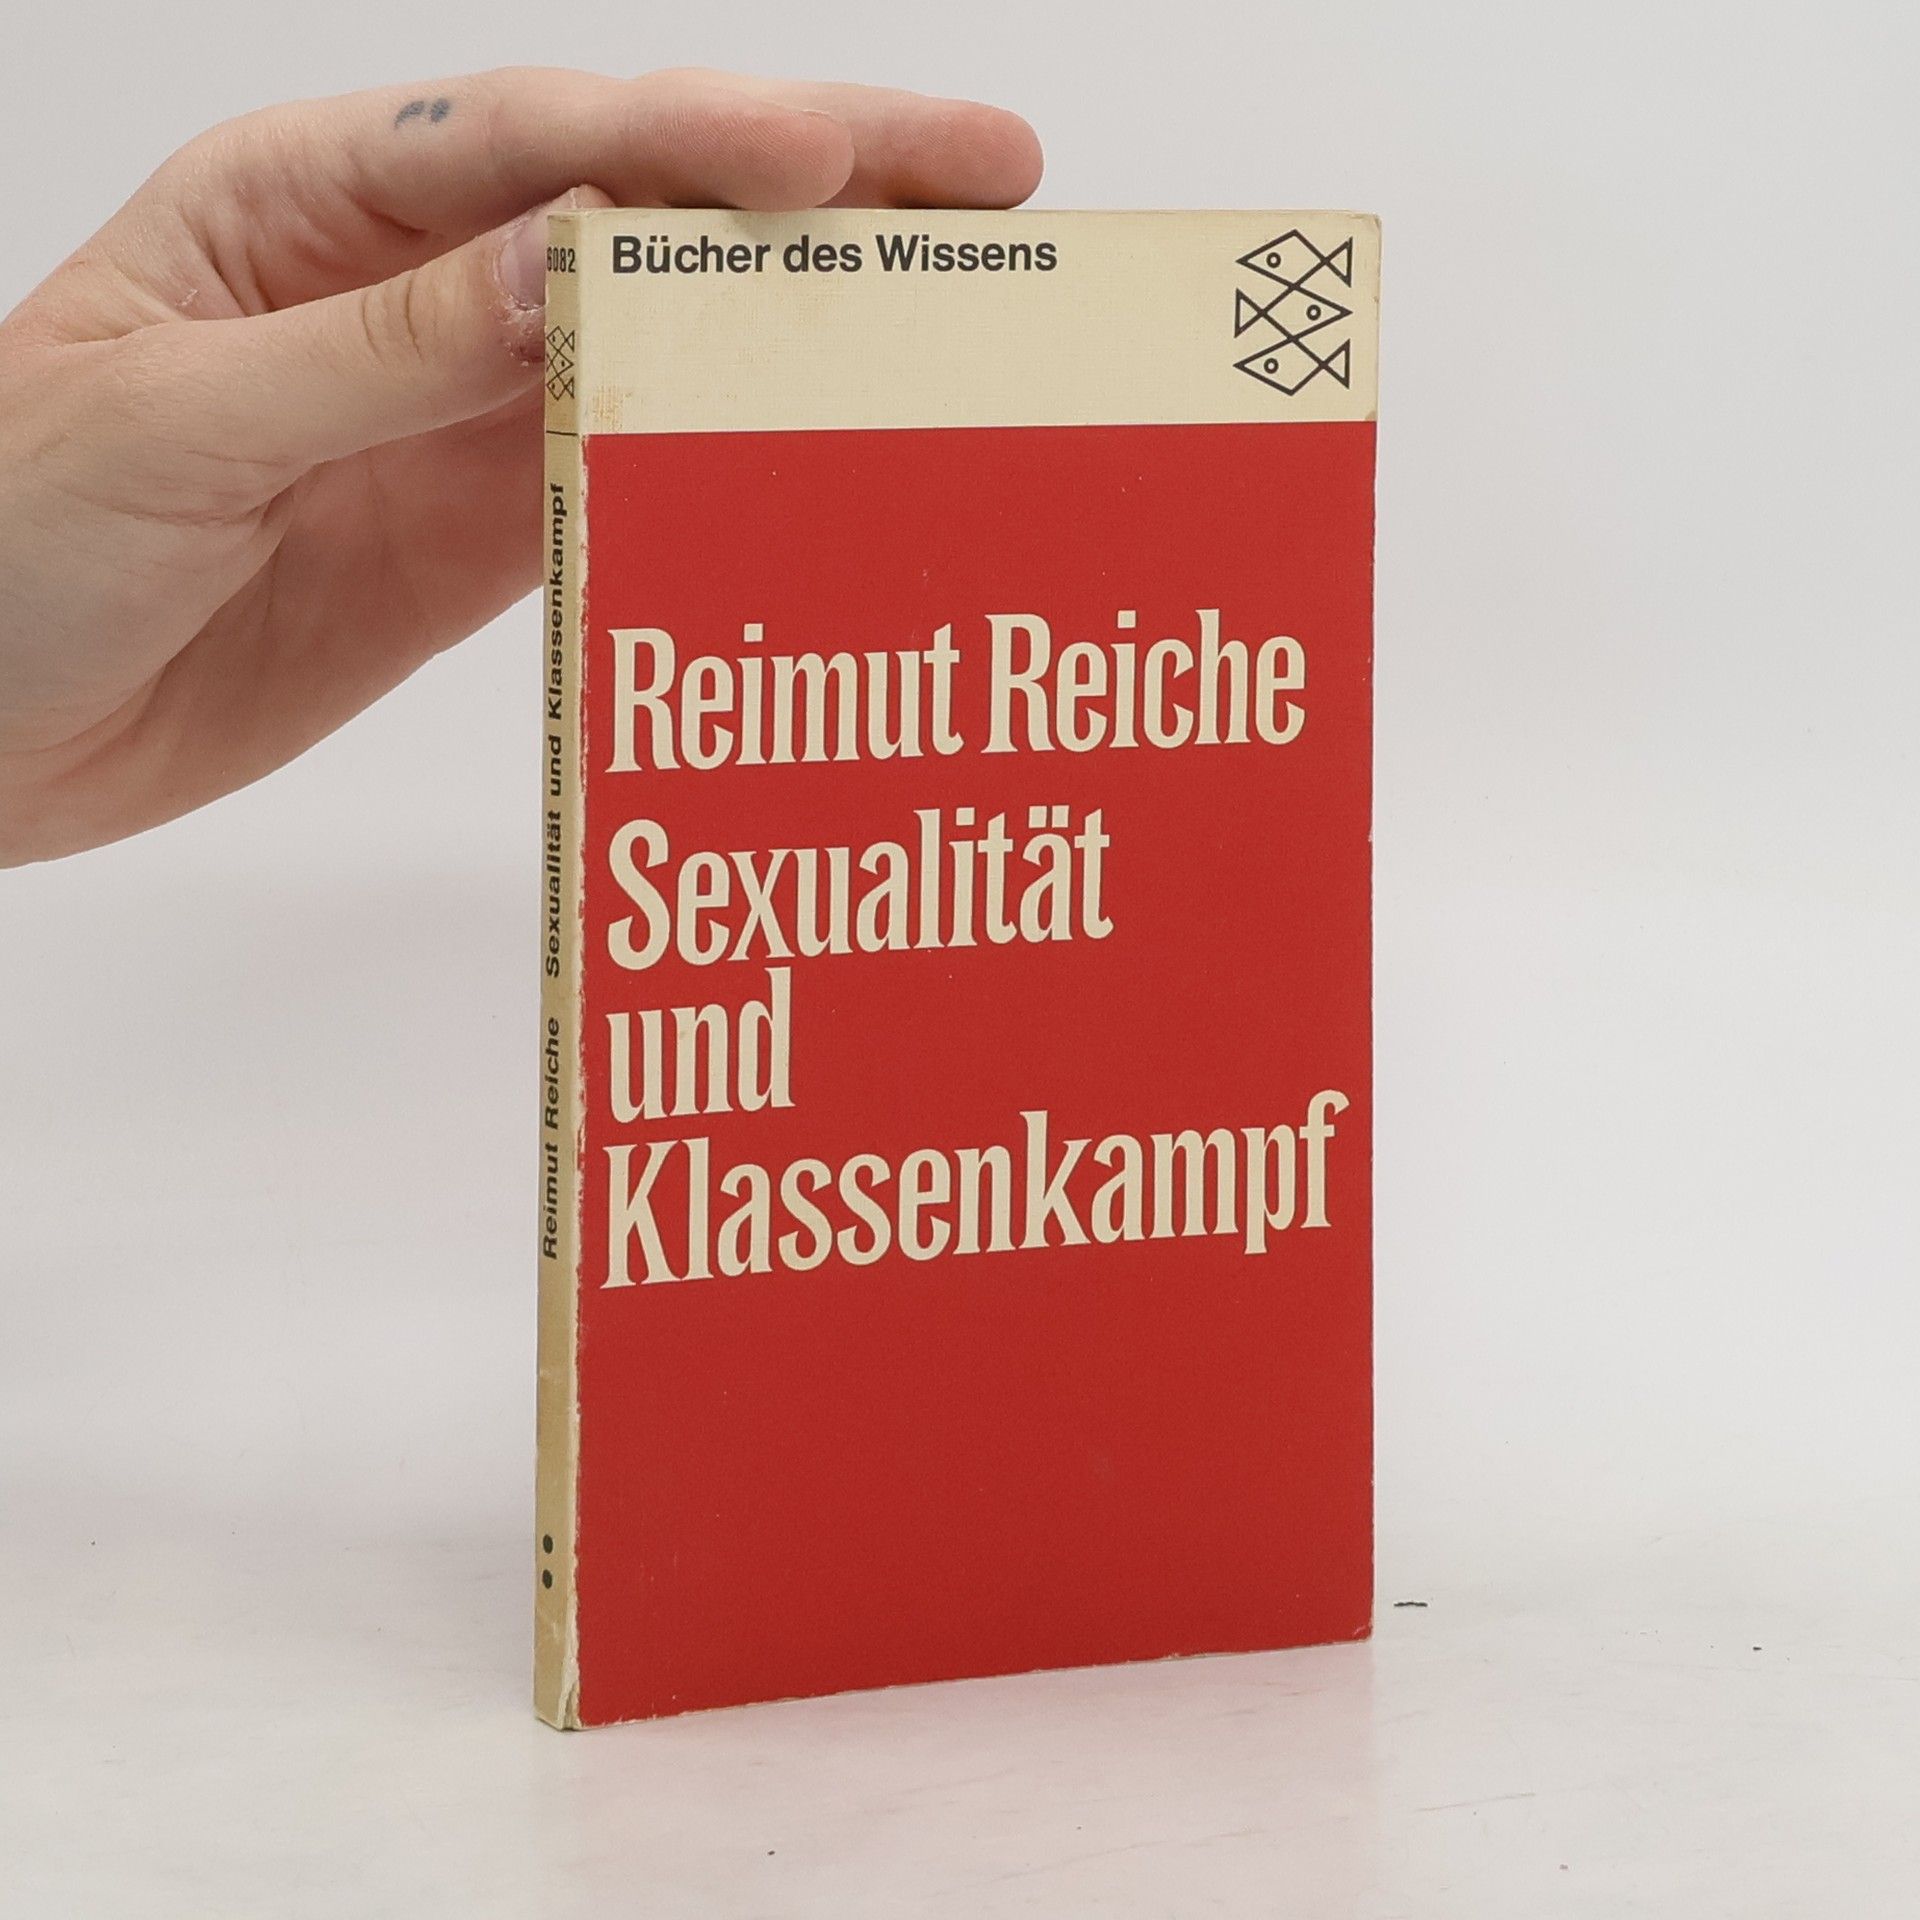 Bücher des Wissens
Reimut Reiche
Sexualität
und
Klassenkampf
6082
Reimut Reiche Sexualität und Klassenkampf